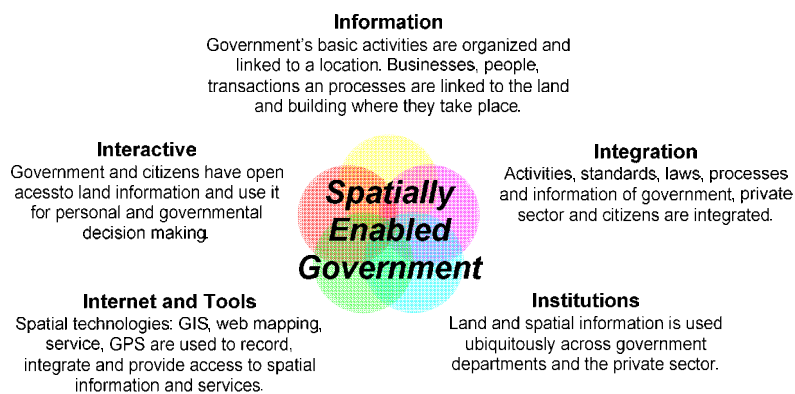 Information
Government's basic activities are organized and
linked to a location. Businesses, people,
transactions an processes are linked to the land
and building where they take place.
Interactive
Government and citizens have open
acessto land information and use it
for personal and governmental
decision making.
Integration
Activities, standards, laws, processes
and information of government, private
sector and citizens are integrated.
Spatially
Enabled
Government
Internet and Tools
Spatial technologies: GIS, web mapping,
service, GPS are used to record,
integrate and provide access to spatial
information and services.
Institutions
Land and spatial information is used
ubiquitously across government
departments and the private sector.